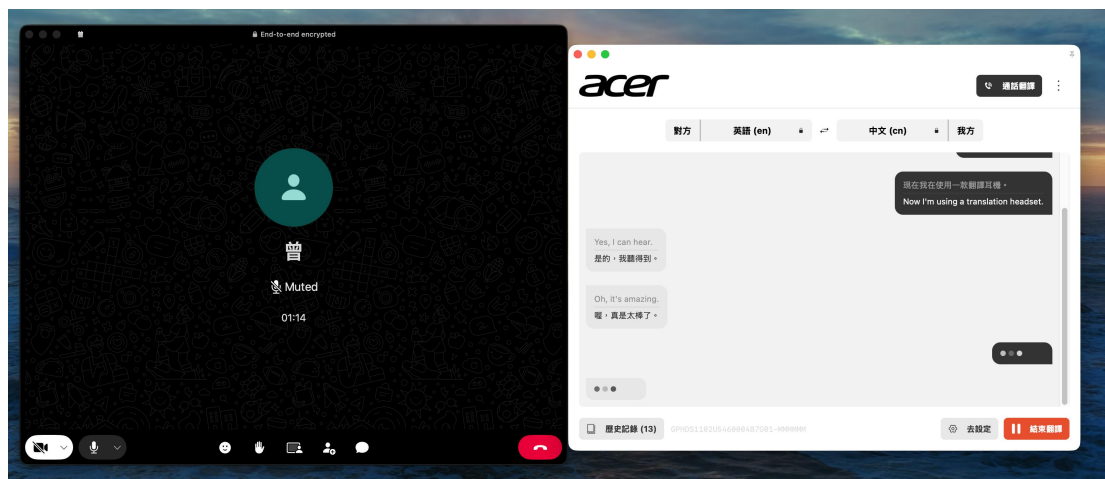 曾
End-to-end encrypted
曾
Muted
01:14
acer
通話翻譯
對方
英語 (en)
中文 (cn)
我方
現在我在使用一款翻譯耳機。
Now I'm using a translation headset.
Yes, I can hear.
是的，我聽得到。
Oh, it's amazing.
喔，真是太棒了。
歷史記錄 (13)
去設定
結束翻譯